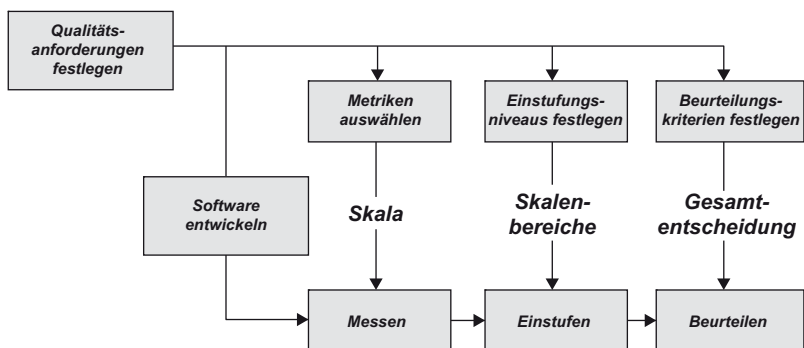 Qualitäts-
anforderungen
festlegen
Metriken
auswählen
Einstufungs-
niveaus festlegen
Beurteilungs-
kriterien festlegen
Software
entwickeln
Skala
Skalen-
bereiche
Gesamt-
entscheidung
Messen
Einstufen
Beurteilen